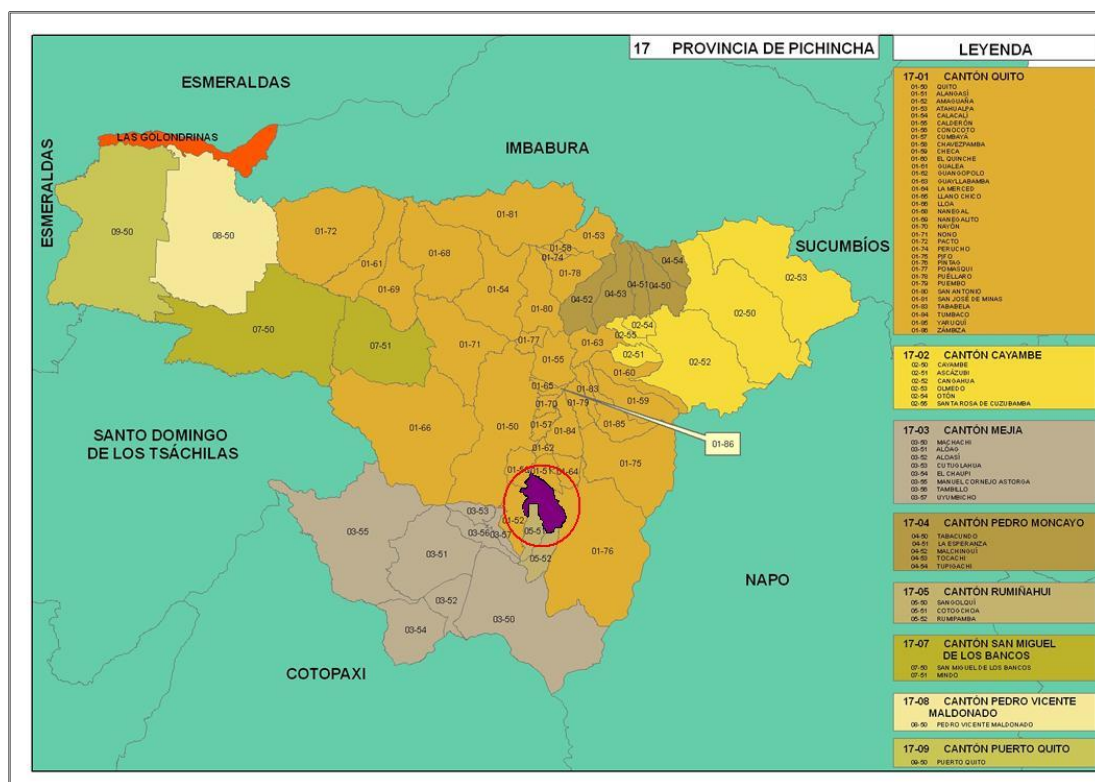 17 PROVINCIA DE PICHINCHA
LEYENDA
ESMERALDAS
LAS GOLONDRINAS
IMBABURA
ESMERALDAS
SUCUMBÍOS
SANTO DOMINGO
DE LOS TSÁCHILAS
NAPO
COTOPAXI
09-50
08-50
01-72
01-61
01-69
01-68
01-81
01-58
01-74
01-53
01-78
01-54
01-80
04-52
04-53
04-51
04-50
04-54
02-50
02-53
02-54
02-55
02-51
02-52
07-50
07-51
01-71
01-77
01-55
01-63
01-60
01-65
01-83
01-70
01-79
01-59
01-66
01-50
01-57
01-84
01-85
01-86
01-62
01-51
01-64
01-75
01-52
03-53
03-56
03-57
05-51
05-52
01-76
03-55
03-51
03-52
03-54
03-50
17-01 CANTÓN QUITO
01-50 QUITO
01-51 ALANGASÍ
01-52 AMAGUAÑA
01-53 ATAHUALPA
01-54 CALACALÍ
01-55 CALDERÓN
01-56 CONOCOTO
01-57 CUMBAYÁ
01-58 CHAVEZPAMBA
01-59 CHECA
01-60 EL QUINCHE
01-61 GUALEA
01-62 GUANGOPOLO
01-63 GUAYLLABAMBA
01-64 LA MERCED
01-65 LLANO CHICO
01-66 LLOA
01-68 NANEGAL
01-69 NANEGALITO
01-70 NAYÓN
01-71 NONO
01-72 PACTO
01-74 PERUCHO
01-75 PIFO
01-76 PÍNTAG
01-77 POMASQUI
01-78 PUÉLLARO
01-79 PUEMBO
01-80 SAN ANTONIO
01-81 SAN JOSÉ DE MINAS
01-83 TABABELA
01-84 TUMBACO
01-85 YARUQUÍ
01-86 ZÁMBIZA
17-02 CANTÓN CAYAMBE
02-50 CAYAMBE
02-51 ASCÁZUBI
02-52 CANGAHUA
02-53 OLMEDO
02-54 OTÓN
02-55 SANTA ROSA DE CUZUBAMBA
17-03 CANTÓN MEJIA
03-50 MACHACHI
03-51 ALÓAG
03-52 ALOASÍ
03-53 CUTUGLAHUA
03-54 EL CHAUPI
03-55 MANUEL CORNEJO ASTORGA
03-56 TAMBILLO
03-57 UYUMBICHO
17-04 CANTÓN PEDRO MONCAYO
04-50 TABACUNDO
04-51 LA ESPERANZA
04-52 MALCHINGUÍ
04-53 TOCACHI
04-54 TUPIGACHI
17-05 CANTÓN RUMIÑAHUI
05-50 SANGOLQUÍ
05-51 COTOGCHOA
05-52 RUMIPAMBA
17-07 CANTÓN SAN MIGUEL
DE LOS BANCOS
07-50 SAN MIGUEL DE LOS BANCOS
07-51 MINDO
17-08 CANTÓN PEDRO VICENTE
MALDONADO
08-50 PEDRO VICENTE MALDONADO
17-09 CANTÓN PUERTO QUITO
09-50 PUERTO QUITO